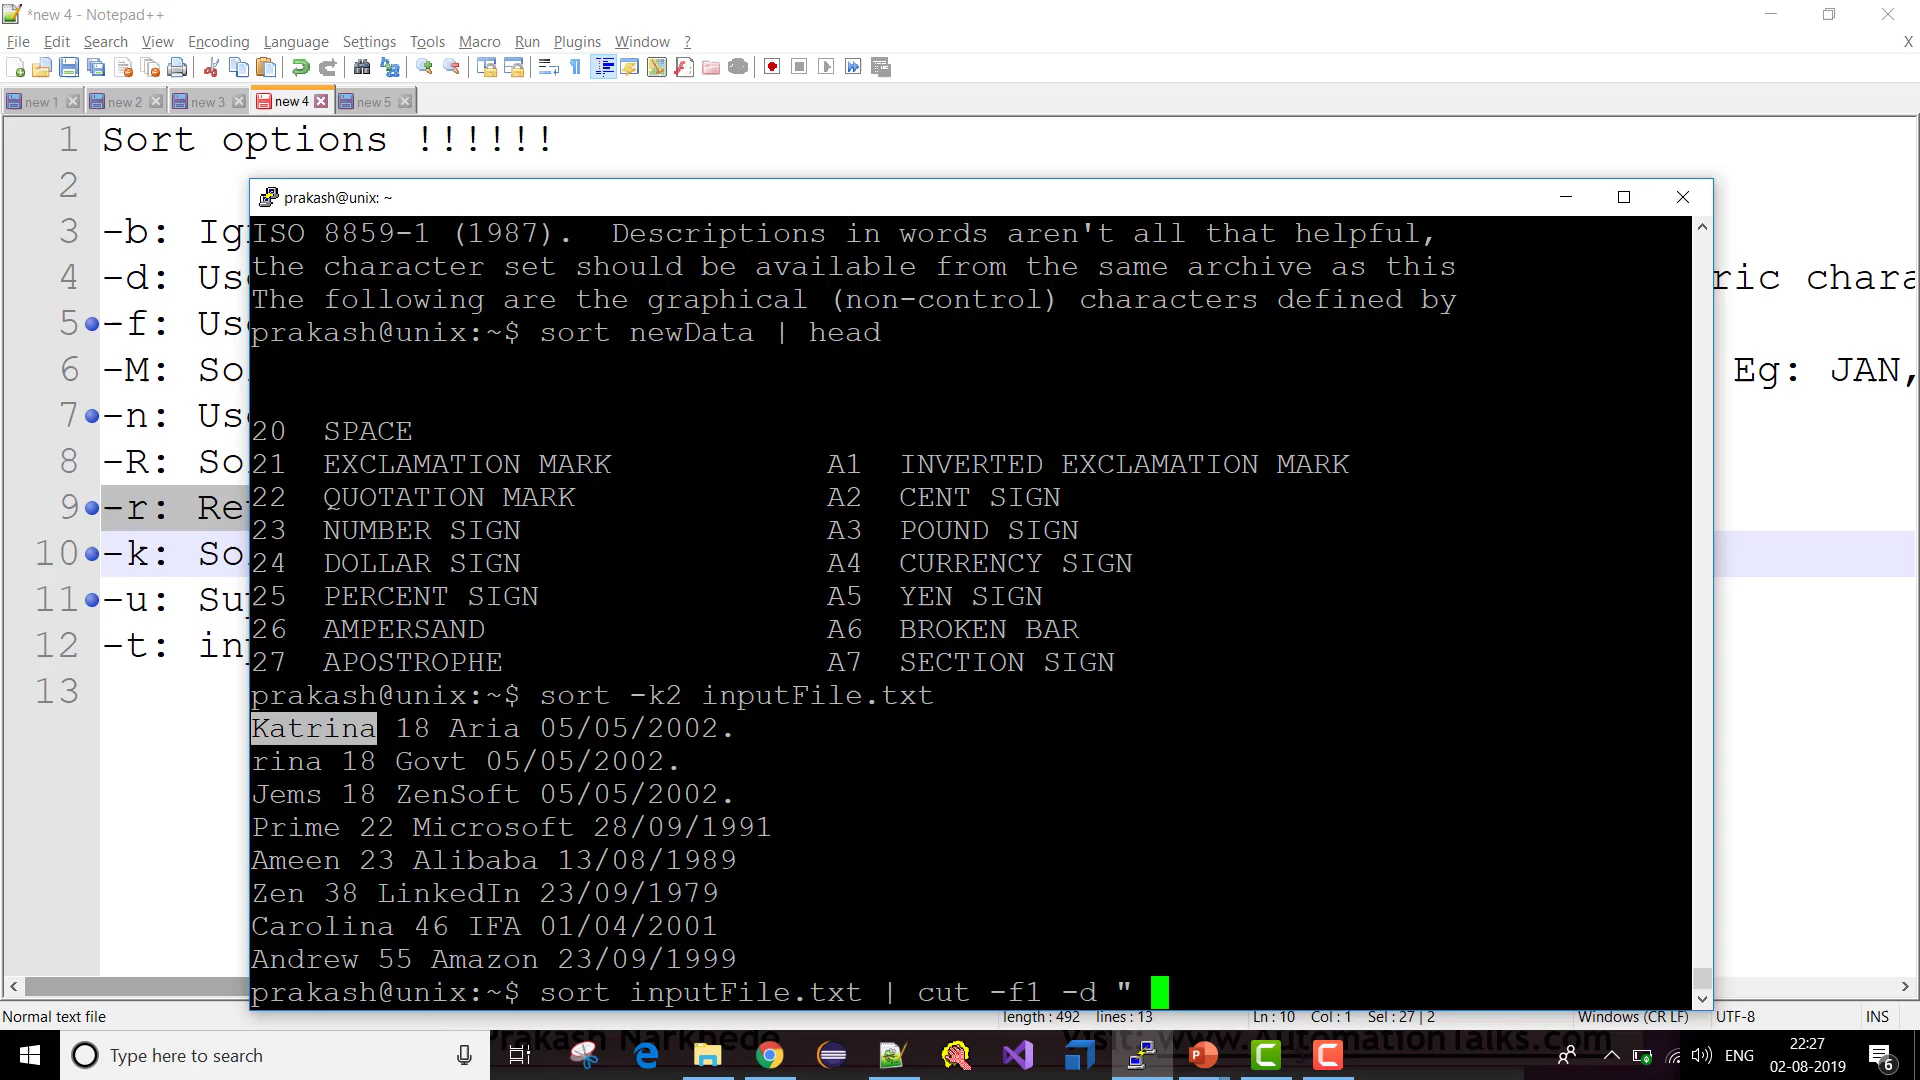 *new 4 - Notepad++
File Edit Search View Encoding Language Settings Tools Macro Run Plugins Window ? X
new 1 new 2 new 3 new 4 new 5
1 Sort options !!!!!!
2
prakash@unix: ~
3 -b: Ig
4 -d: Use ric chara
5 -f: Use
6 -M: So Eg: JAN,
7 -n: Use
8 -R: So
9 -r: Re
10 -k: So
11 -u: Su
12 -t: in
13
ISO 8859-1 (1987).  Descriptions in words aren't all that helpful,
the character set should be available from the same archive as this
The following are the graphical (non-control) characters defined by
prakash@unix:~$ sort newData | head
20  SPACE
21  EXCLAMATION MARK            A1  INVERTED EXCLAMATION MARK
22  QUOTATION MARK              A2  CENT SIGN
23  NUMBER SIGN                 A3  POUND SIGN
24  DOLLAR SIGN                 A4  CURRENCY SIGN
25  PERCENT SIGN                A5  YEN SIGN
26  AMPERSAND                   A6  BROKEN BAR
27  APOSTROPHE                  A7  SECTION SIGN
prakash@unix:~$ sort -k2 inputFile.txt
Katrina 18 Aria 05/05/2002.
rina 18 Govt 05/05/2002.
Jems 18 ZenSoft 05/05/2002.
Prime 22 Microsoft 28/09/1991
Ameen 23 Alibaba 13/08/1989
Zen 38 LinkedIn 23/09/1979
Carolina 46 IFA 01/04/2001
Andrew 55 Amazon 23/09/1999
prakash@unix:~$ sort inputFile.txt | cut -f1 -d "
Normal text file length : 492 lines : 13 Ln : 10 Col : 1 Sel : 27 | 2 Windows (CR LF) UTF-8 INS
Prakash Narkhede Visit: www.AutomationTalks.com
Type here to search ENG 22:27
02-08-2019 6